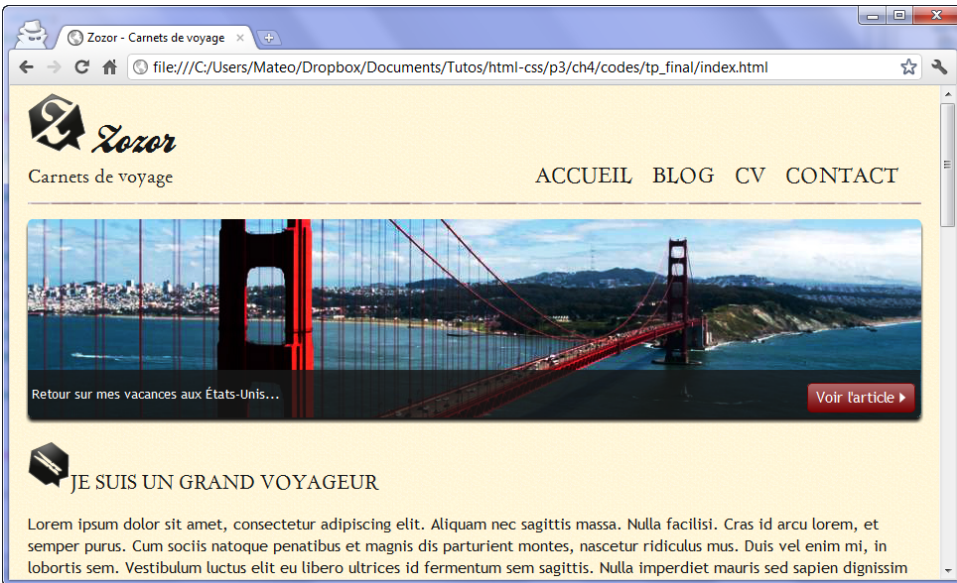 Zozor - Carnets de voyage
file:///C:/Users/Mateo/Dropbox/Documents/Tutos/html-css/p3/ch4/codes/tp_final/index.html
Zozor
Carnets de voyage
ACCUEIL BLOG CV CONTACT
Retour sur mes vacances aux États-Unis...
Voir l'article
JE SUIS UN GRAND VOYAGEUR
Lorem ipsum dolor sit amet, consectetur adipiscing elit. Aliquam nec sagittis massa. Nulla facilisi. Cras id arcu lorem, et
semper purus. Cum sociis natoque penatibus et magnis dis parturient montes, nascetur ridiculus mus. Duis vel enim mi, in
lobortis sem. Vestibulum luctus elit eu libero ultrices id fermentum sem sagittis. Nulla imperdiet mauris sed sapien dignissim